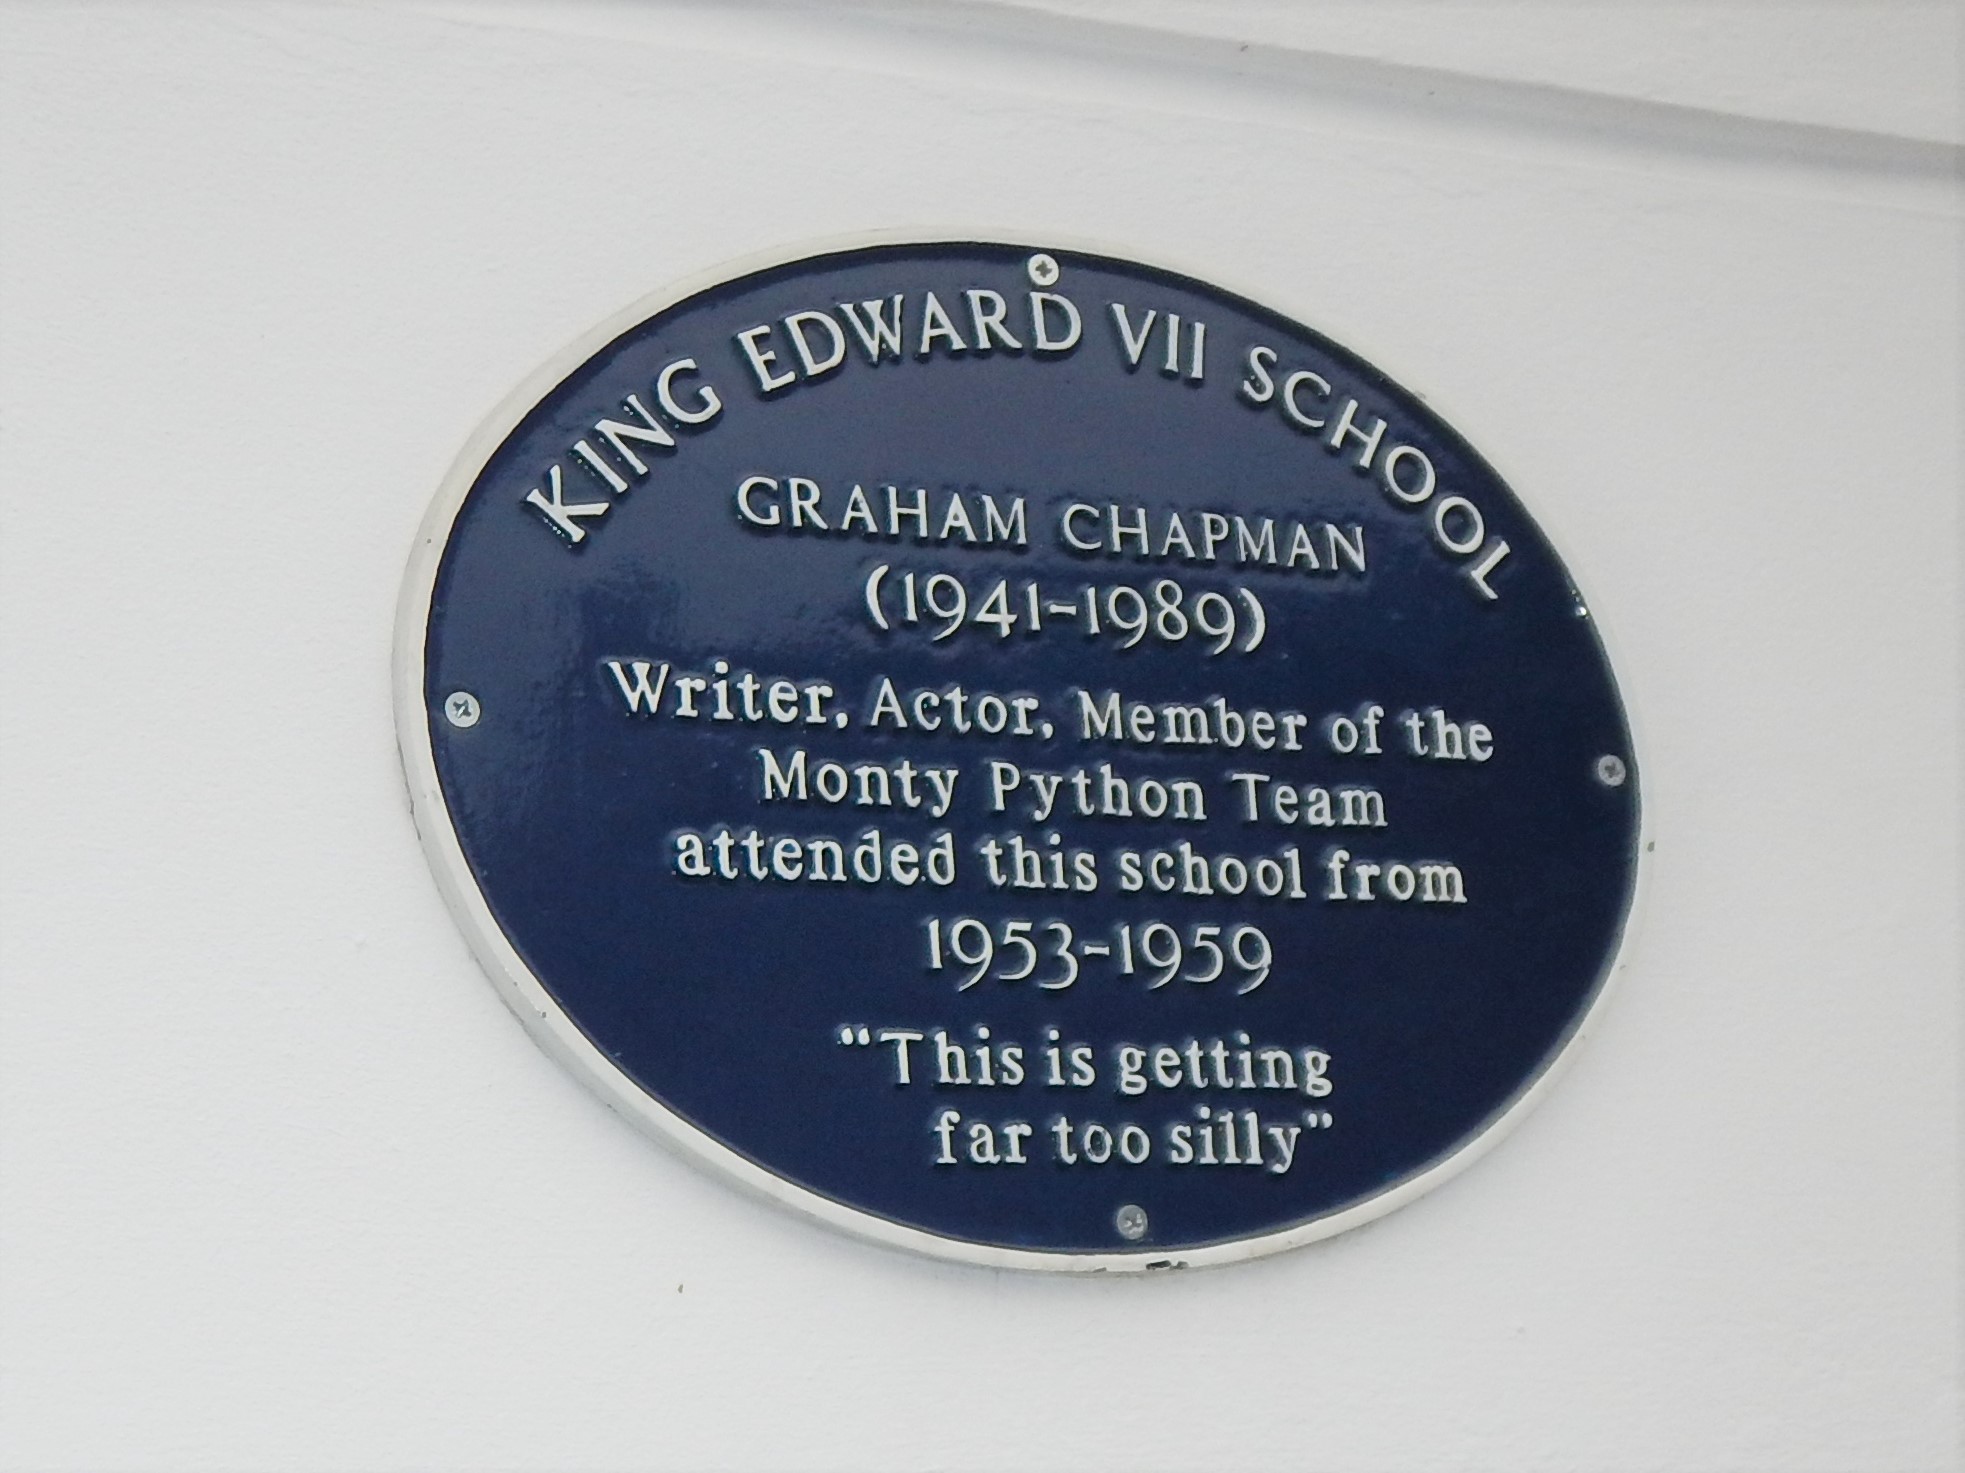 KING EDWARD VII SCHOOL
GRAHAM CHAPMAN
(1941-1989)
Writer, Actor, Member of the
Monty Python Team
attended this school from
1953-1959
“This is getting
far too silly”